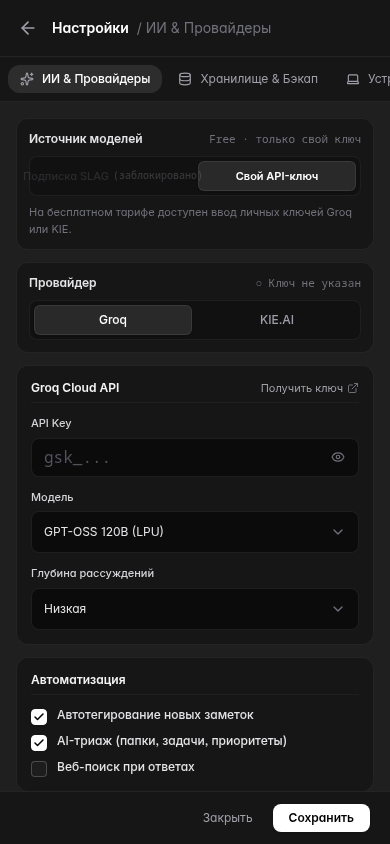 Настройки / ИИ & Провайдеры
ИИ & Провайдеры Хранилище & Бэкап Устр
Источник моделей Free · только свой ключ
Подписка SLAG (заблокировано) Свой API-ключ
На бесплатном тарифе доступен ввод личных ключей Groq
или KIE.
Провайдер ○ Ключ не указан
Groq KIE.AI
Groq Cloud API Получить ключ
API Key
gsk_...
Модель
GPT-OSS 120B (LPU)
Глубина рассуждений
Низкая
Автоматизация
Автотегирование новых заметок
AI-триаж (папки, задачи, приоритеты)
Веб-поиск при ответах
Закрыть Сохранить